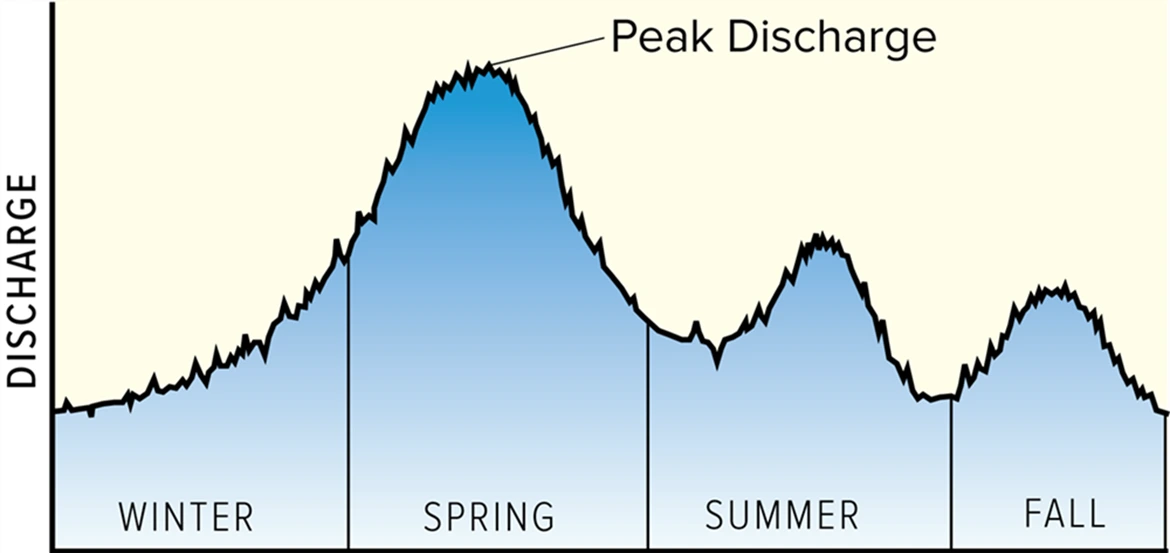 Peak Discharge
DISCHARGE
WINTER
SPRING
SUMMER
FALL